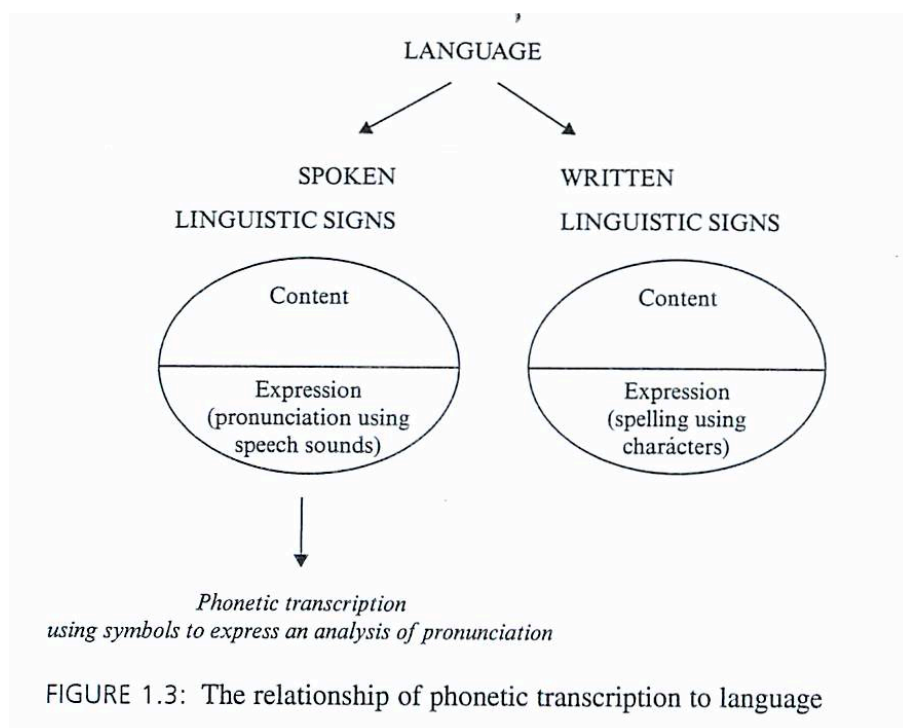 LANGUAGE
SPOKEN
LINGUISTIC SIGNS
Content
Expression
(pronunciation using
speech sounds)
WRITTEN
LINGUISTIC SIGNS
Content
Expression
(spelling using
characters)
Phonetic transcription
using symbols to express an analysis of pronunciation
FIGURE 1.3: The relationship of phonetic transcription to language